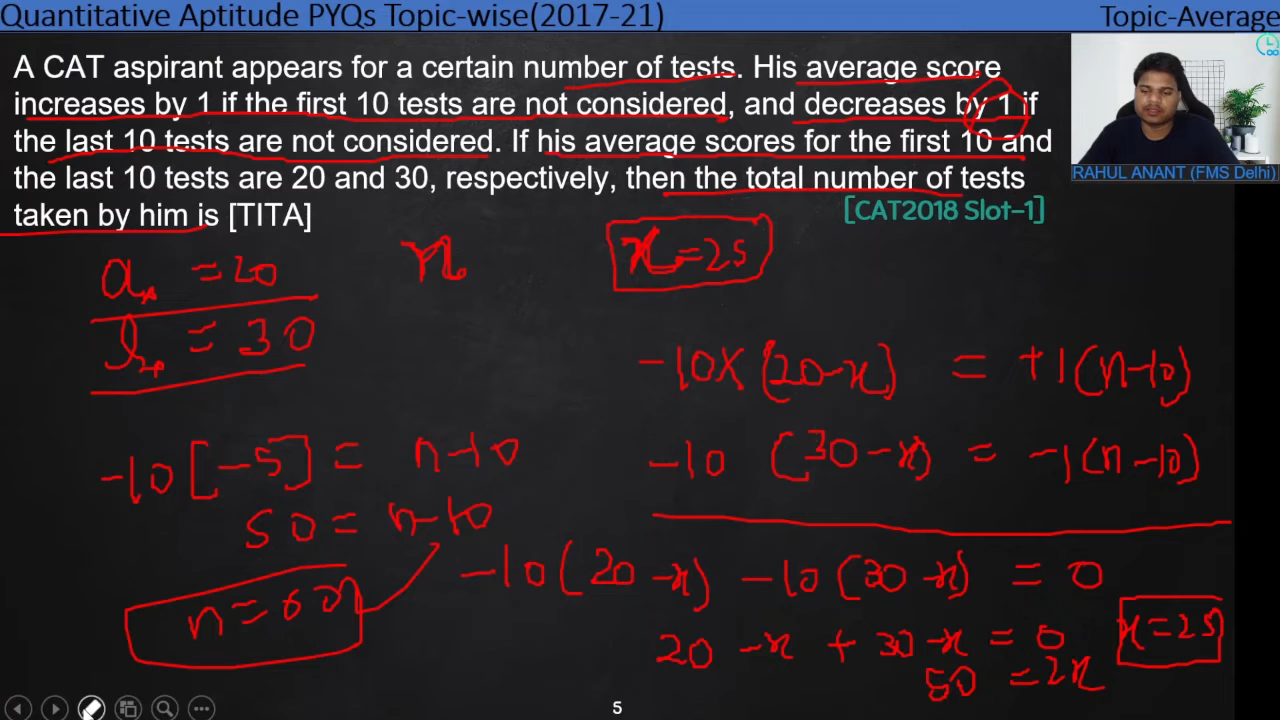 Quantitative Aptitude PYQs Topic-wise(2017-21)
Topic-Average
A CAT aspirant appears for a certain number of tests. His average score
increases by 1 if the first 10 tests are not considered, and decreases by 1 if
the last 10 tests are not considered. If his average scores for the first 10 and
the last 10 tests are 20 and 30, respectively, then the total number of tests
taken by him is [TITA]
[CAT2018 Slot-1]
RAHUL ANANT (FMS Delhi)
= 20
n
x = 25
= 30
-10 x (20-x) = +1(n-10)
-10 (30-x) = -1(n-10)
-10[-5] = n-10
50 = n-10
n=60
-10(20-x) -10(30-x) = 0
20 -x + 30-x = 0
50 = 2x
x=25
5